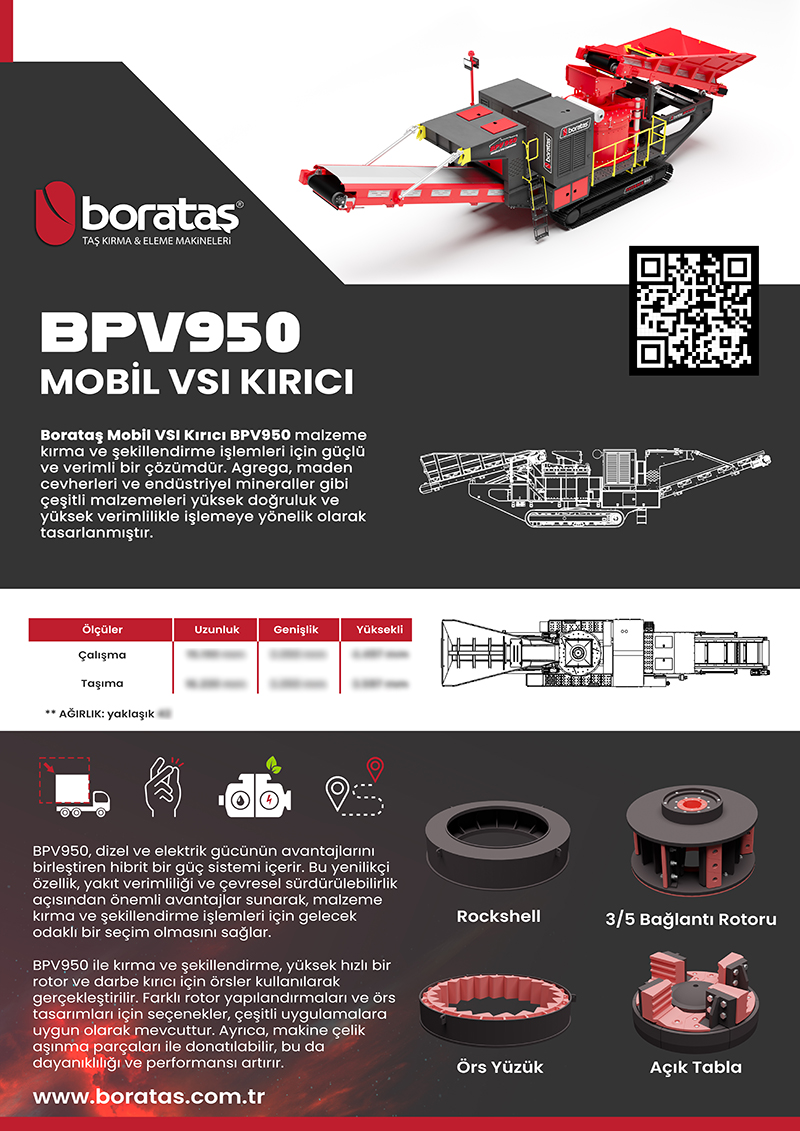 borataş
borataş
borataş®
TAŞ KIRMA & ELEME MAKİNELERİ
BPV950
MOBİL VSI KIRICI
Borataş Mobil VSI Kırıcı BPV950 malzeme
kırma ve şekillendirme işlemleri için güçlü
ve verimli bir çözümdür. Agrega, maden
cevherleri ve endüstriyel mineraller gibi
çeşitli malzemeleri yüksek doğruluk ve
yüksek verimlilikle işlemeye yönelik olarak
tasarlanmıştır.
Ölçüler Uzunluk Genişlik Yüksekli
Çalışma
Taşıma
** AĞIRLIK: yaklaşık
BPV950, dizel ve elektrik gücünün avantajlarını
birleştiren hibrit bir güç sistemi içerir. Bu yenilikçi
özellik, yakıt verimliliği ve çevresel sürdürülebilirlik
açısından önemli avantajlar sunarak, malzeme
kırma ve şekillendirme işlemleri için gelecek
odaklı bir seçim olmasını sağlar.
BPV950 ile kırma ve şekillendirme, yüksek hızlı bir
rotor ve darbe kırıcı için örsler kullanılarak
gerçekleştirilir. Farklı rotor yapılandırmaları ve örs
tasarımları için seçenekler, çeşitli uygulamalara
uygun olarak mevcuttur. Ayrıca, makine çelik
aşınma parçaları ile donatılabilir, bu da
dayanıklılığı ve performansı artırır.
Rockshell
3/5 Bağlantı Rotoru
Örs Yüzük
Açık Tabla
www.boratas.com.tr